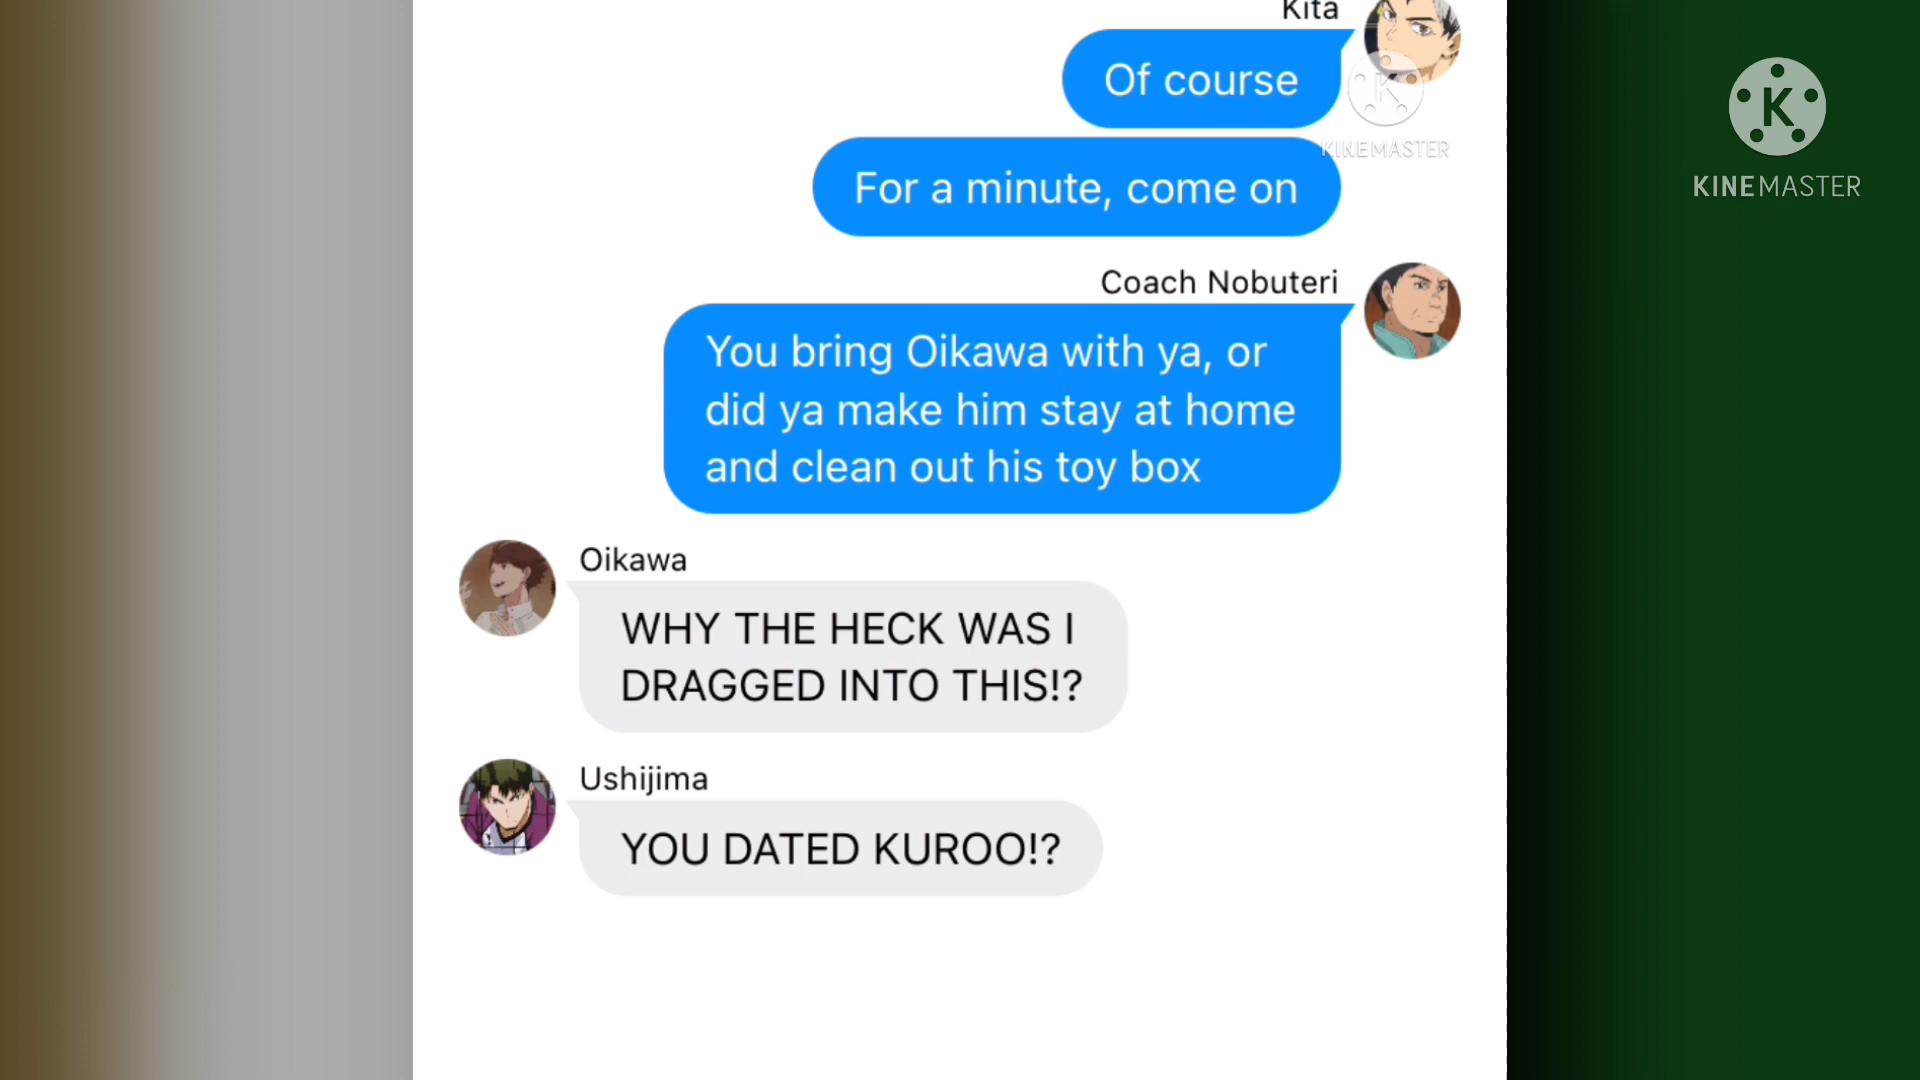 Kita
Of course
KINEMASTER
K
KINEMASTER
For a minute, come on
Coach Nobuteri
You bring Oikawa with ya, or
did ya make him stay at home
and clean out his toy box
Oikawa
WHY THE HECK WAS I
DRAGGED INTO THIS!?
Ushijima
YOU DATED KUROO!?